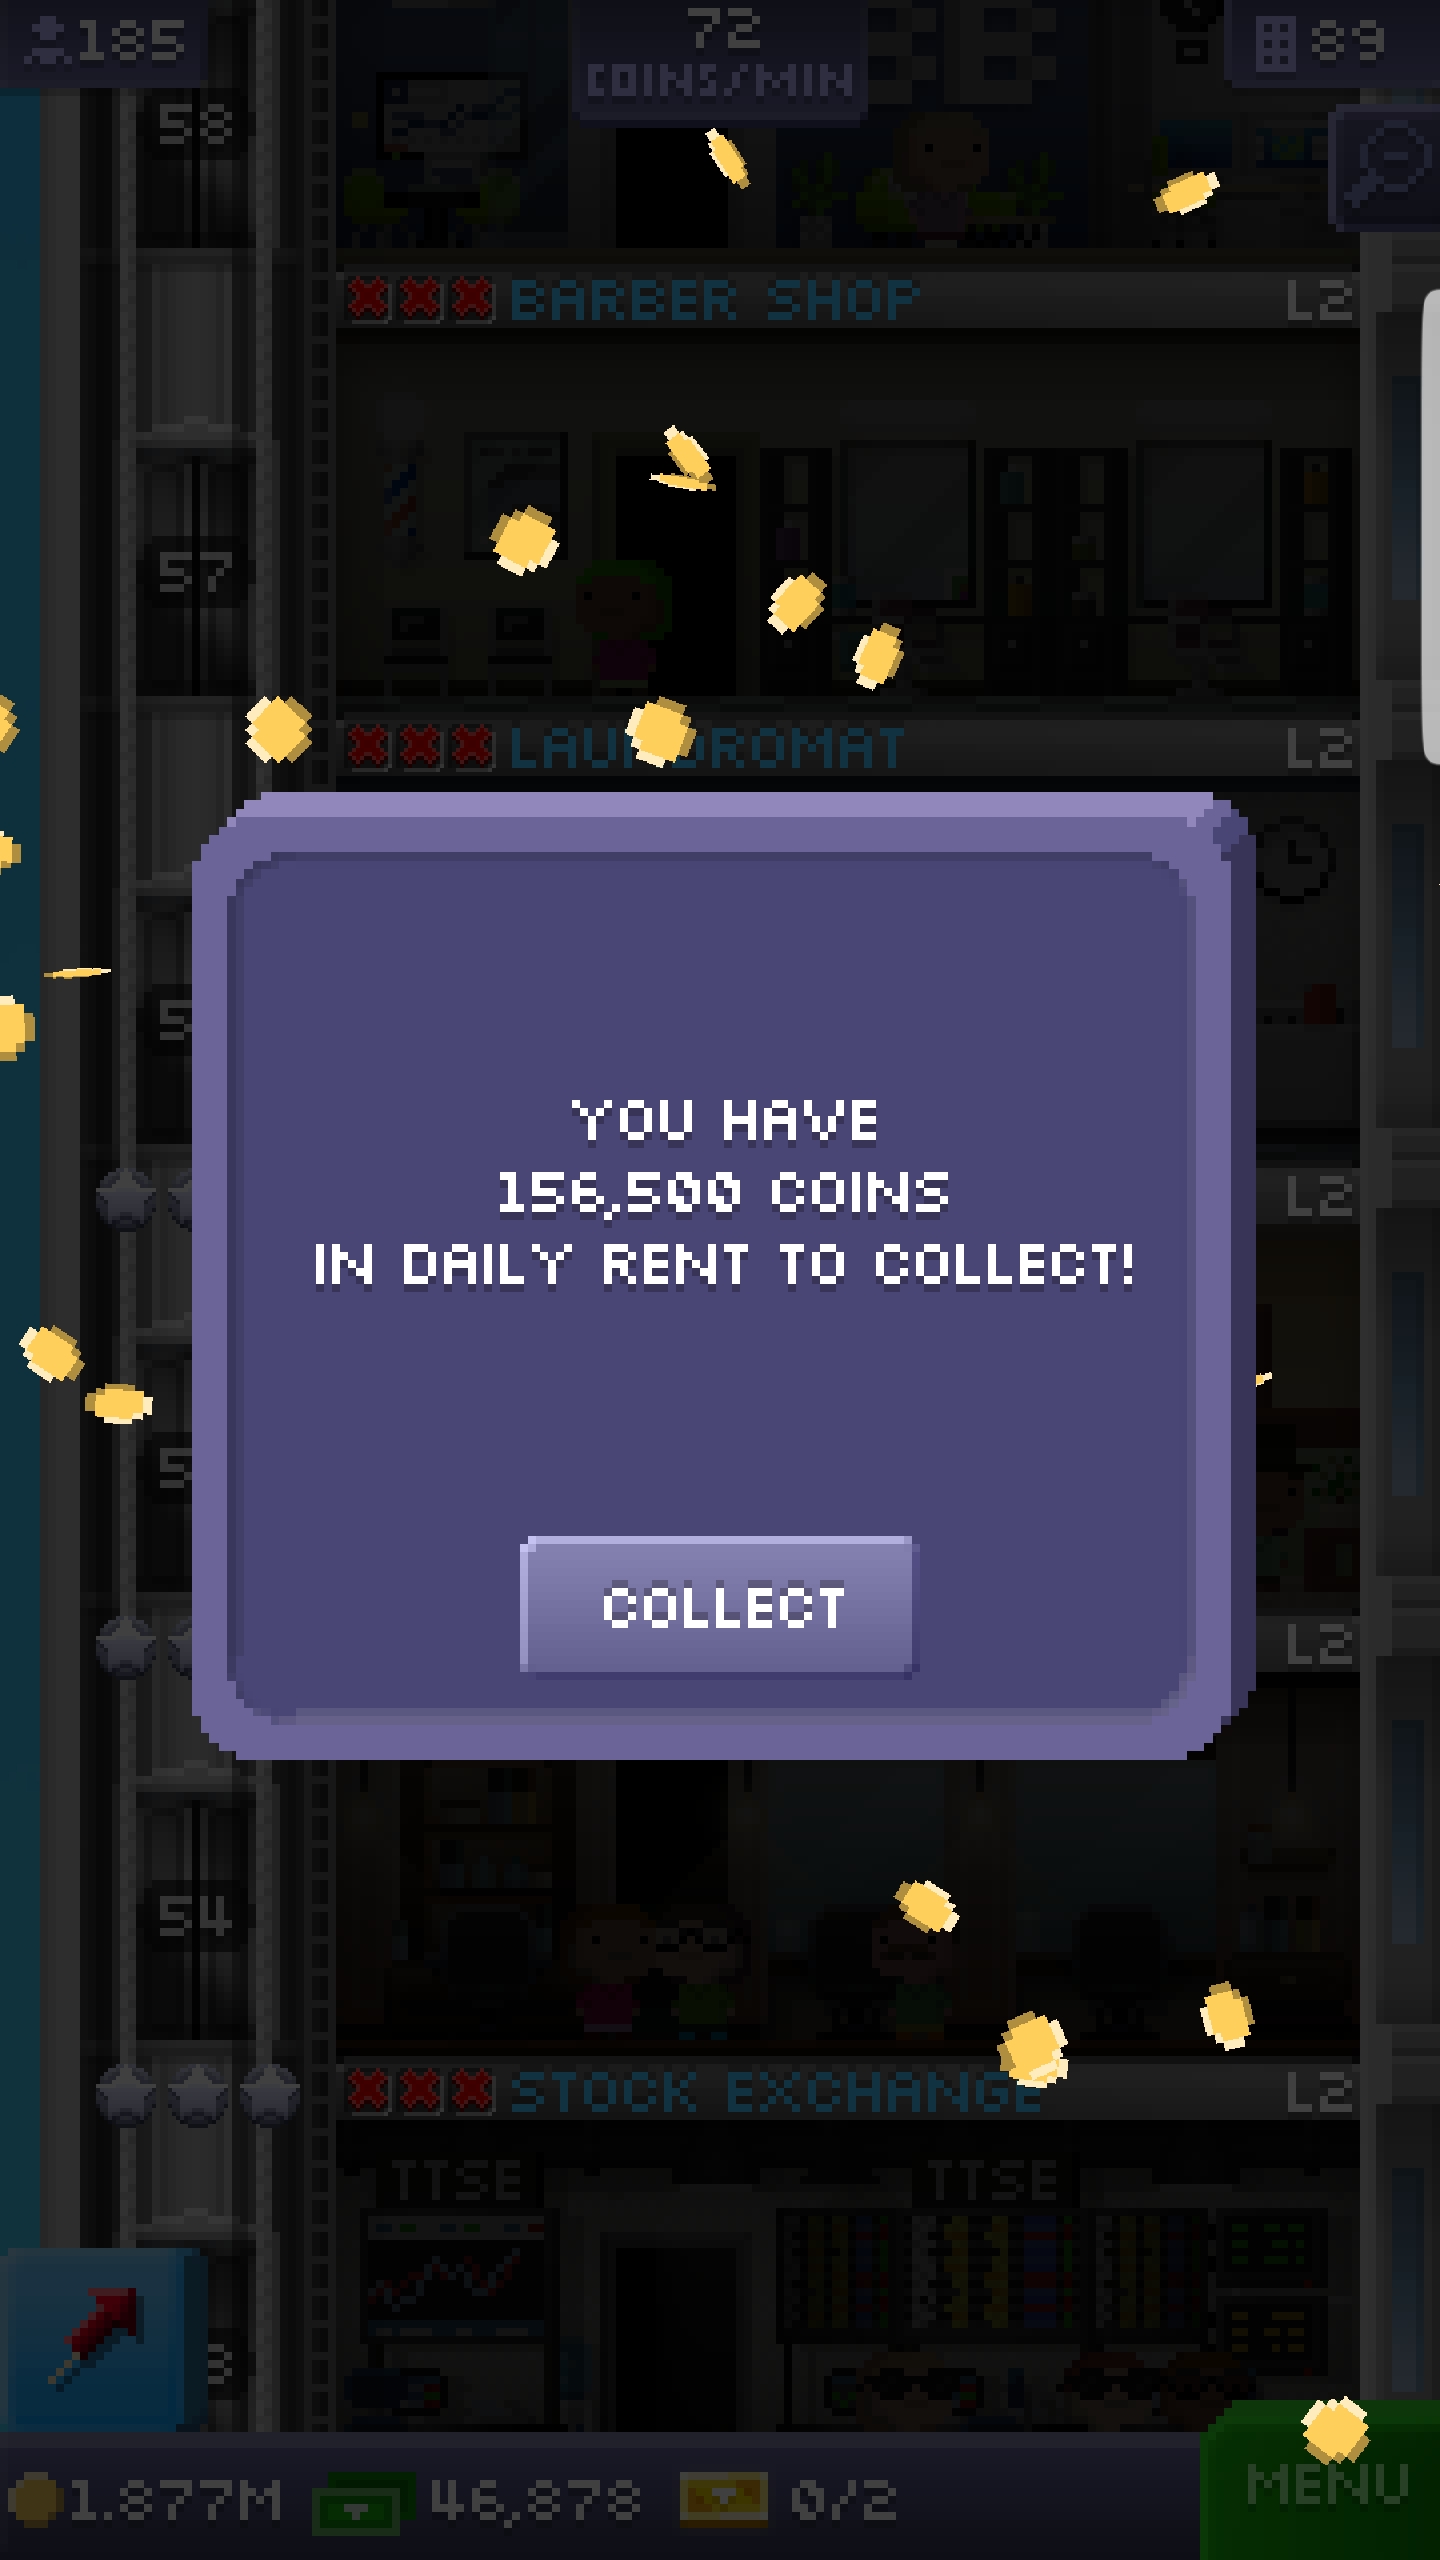 185
72
COINS/MIN
89
58
BARBER SHOP
L2
57
L2
YOU HAVE
156,500 COINS
IN DAILY RENT TO COLLECT!
L2
COLLECT
L2
54
STOCK EXCHANGE
L2
TTSE
TTSE
1.877M
46,878
0/2
MENU